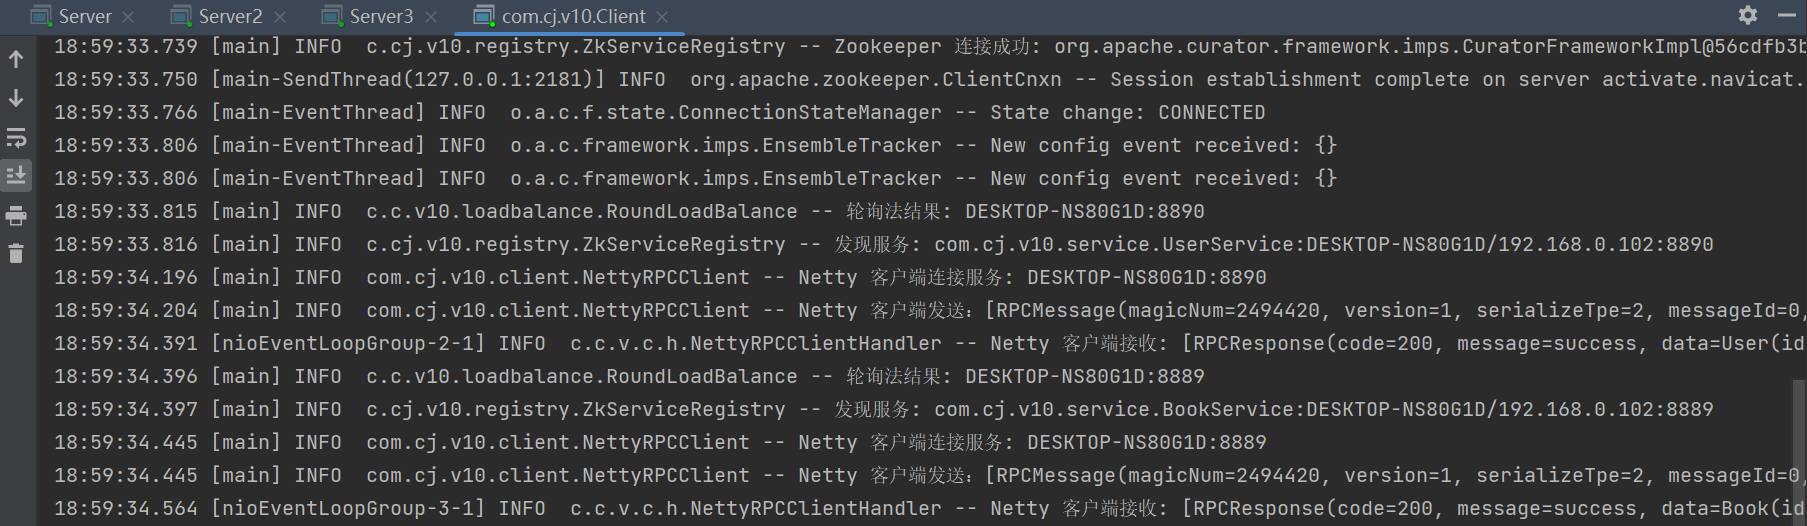 Server Server2 Server3 com.cj.v10.Client
18:59:33.739 [main] INFO  c.cj.v10.registry.ZkServiceRegistry -- Zookeeper 连接成功: org.apache.curator.framework.imps.CuratorFrameworkImpl@56cdfb3b
18:59:33.750 [main-SendThread(127.0.0.1:2181)] INFO  org.apache.zookeeper.ClientCnxn -- Session establishment complete on server activate.navicat.
18:59:33.766 [main-EventThread] INFO  o.a.c.f.state.ConnectionStateManager -- State change: CONNECTED
18:59:33.806 [main-EventThread] INFO  o.a.c.framework.imps.EnsembleTracker -- New config event received: {}
18:59:33.806 [main-EventThread] INFO  o.a.c.framework.imps.EnsembleTracker -- New config event received: {}
18:59:33.815 [main] INFO  c.c.v10.loadbalance.RoundLoadBalance -- 轮询法结果: DESKTOP-NS80G1D:8890
18:59:33.816 [main] INFO  c.cj.v10.registry.ZkServiceRegistry -- 发现服务: com.cj.v10.service.UserService:DESKTOP-NS80G1D/192.168.0.102:8890
18:59:34.196 [main] INFO  com.cj.v10.client.NettyRPCClient -- Netty 客户端连接服务: DESKTOP-NS80G1D:8890
18:59:34.204 [main] INFO  com.cj.v10.client.NettyRPCClient -- Netty 客户端发送：[RPCMessage(magicNum=2494420, version=1, serializeTpe=2, messageId=0,
18:59:34.391 [nioEventLoopGroup-2-1] INFO  c.c.v.c.h.NettyRPCClientHandler -- Netty 客户端接收: [RPCResponse(code=200, message=success, data=User(id
18:59:34.396 [main] INFO  c.c.v10.loadbalance.RoundLoadBalance -- 轮询法结果: DESKTOP-NS80G1D:8889
18:59:34.397 [main] INFO  c.cj.v10.registry.ZkServiceRegistry -- 发现服务: com.cj.v10.service.BookService:DESKTOP-NS80G1D/192.168.0.102:8889
18:59:34.445 [main] INFO  com.cj.v10.client.NettyRPCClient -- Netty 客户端连接服务: DESKTOP-NS80G1D:8889
18:59:34.445 [main] INFO  com.cj.v10.client.NettyRPCClient -- Netty 客户端发送：[RPCMessage(magicNum=2494420, version=1, serializeTpe=2, messageId=0,
18:59:34.564 [nioEventLoopGroup-3-1] INFO  c.c.v.c.h.NettyRPCClientHandler -- Netty 客户端接收: [RPCResponse(code=200, message=success, data=Book(id